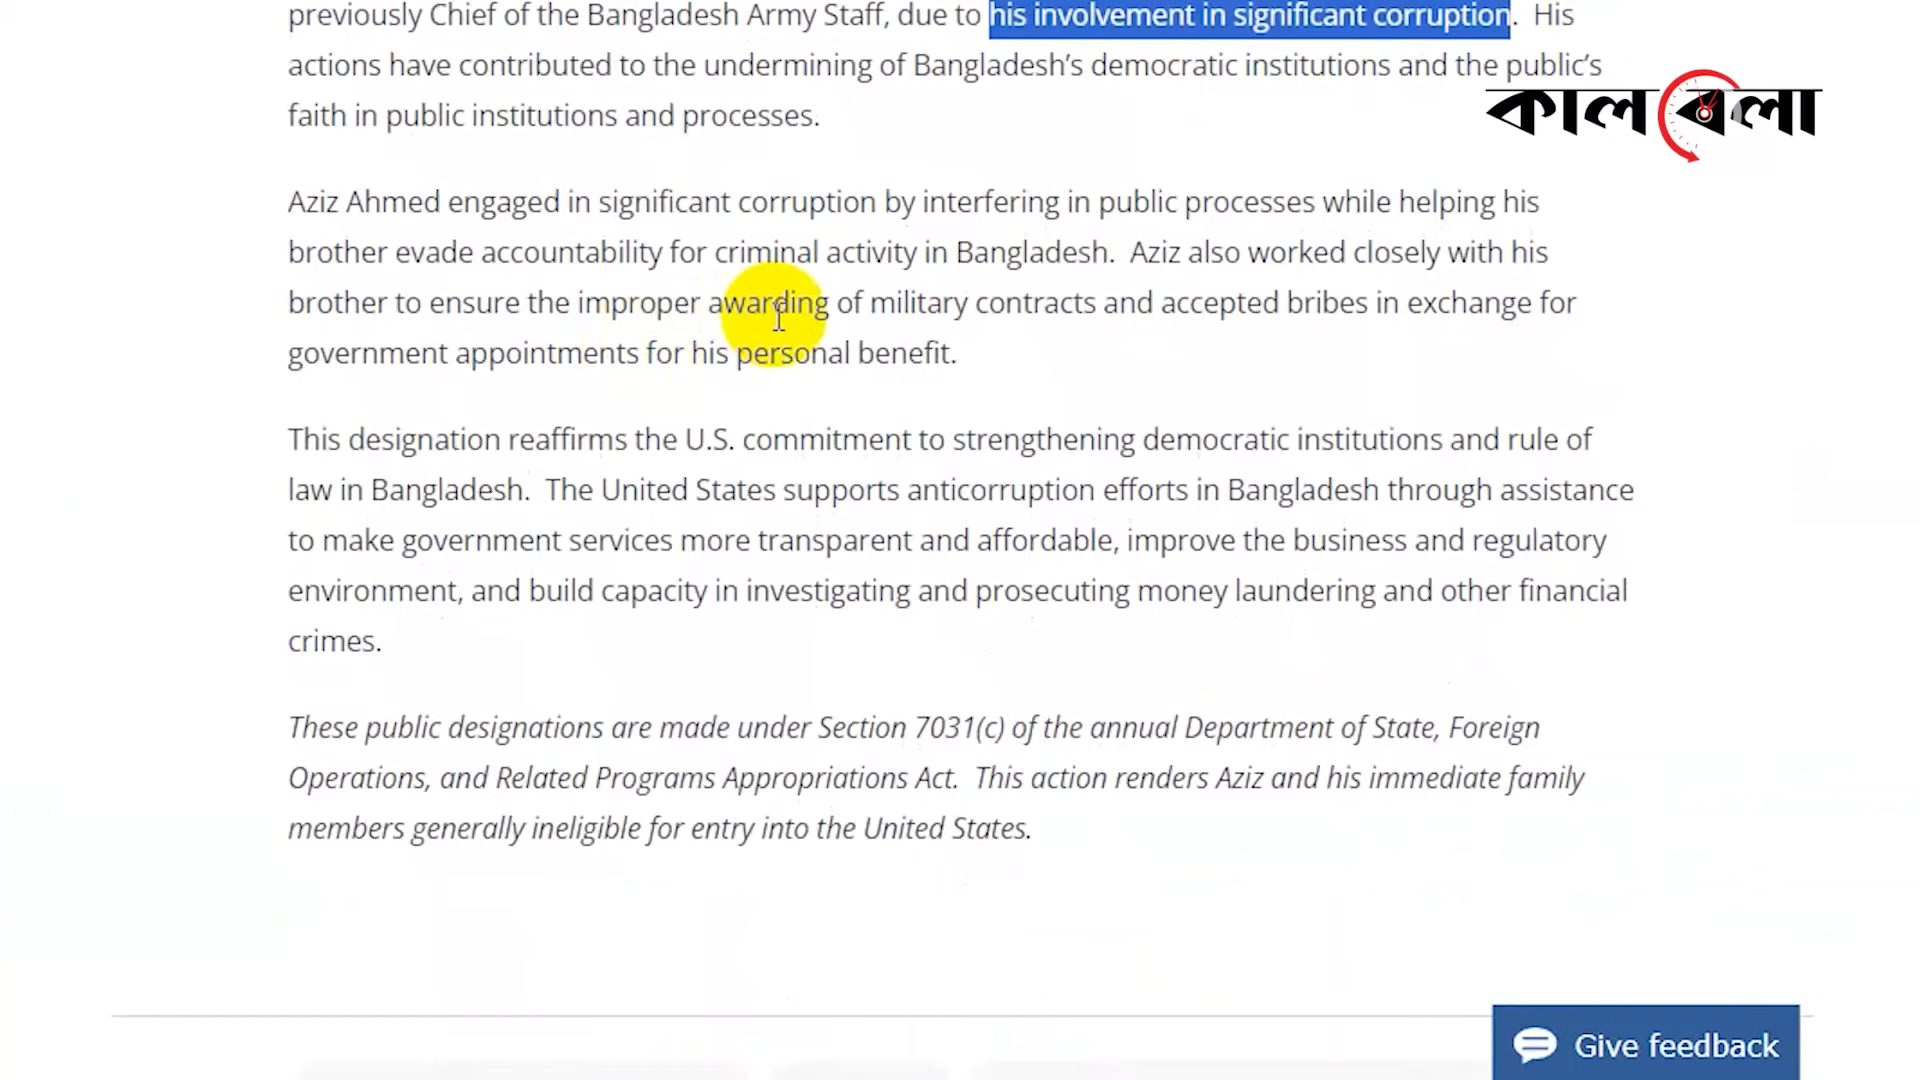 previously Chief of the Bangladesh Army Staff, due to his involvement in significant corruption.  His
actions have contributed to the undermining of Bangladesh’s democratic institutions and the public’s
faith in public institutions and processes.
কালবেলা
Aziz Ahmed engaged in significant corruption by interfering in public processes while helping his
brother evade accountability for criminal activity in Bangladesh.  Aziz also worked closely with his
brother to ensure the improper awarding of military contracts and accepted bribes in exchange for
government appointments for his personal benefit.
This designation reaffirms the U.S. commitment to strengthening democratic institutions and rule of
law in Bangladesh.  The United States supports anticorruption efforts in Bangladesh through assistance
to make government services more transparent and affordable, improve the business and regulatory
environment, and build capacity in investigating and prosecuting money laundering and other financial
crimes.
These public designations are made under Section 7031(c) of the annual Department of State, Foreign
Operations, and Related Programs Appropriations Act.  This action renders Aziz and his immediate family
members generally ineligible for entry into the United States.
Give feedback